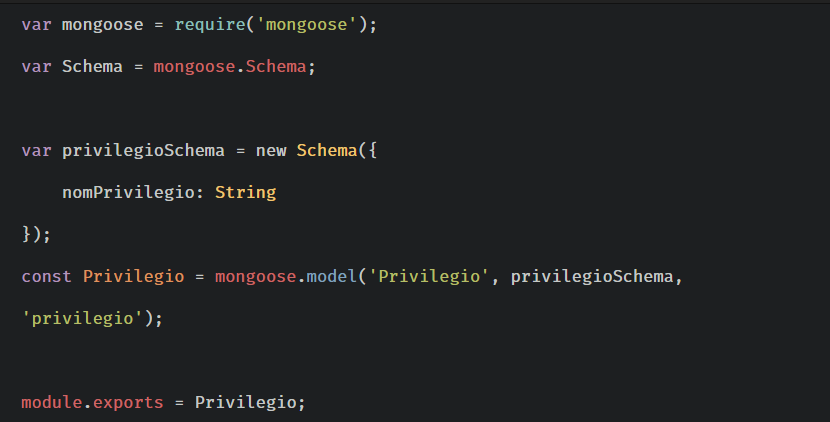 var mongoose = require('mongoose');
var Schema = mongoose.Schema;
var privilegioSchema = new Schema({
    nomPrivilegio: String
});
const Privilegio = mongoose.model('Privilegio', privilegioSchema,
'privilegio');
module.exports = Privilegio;